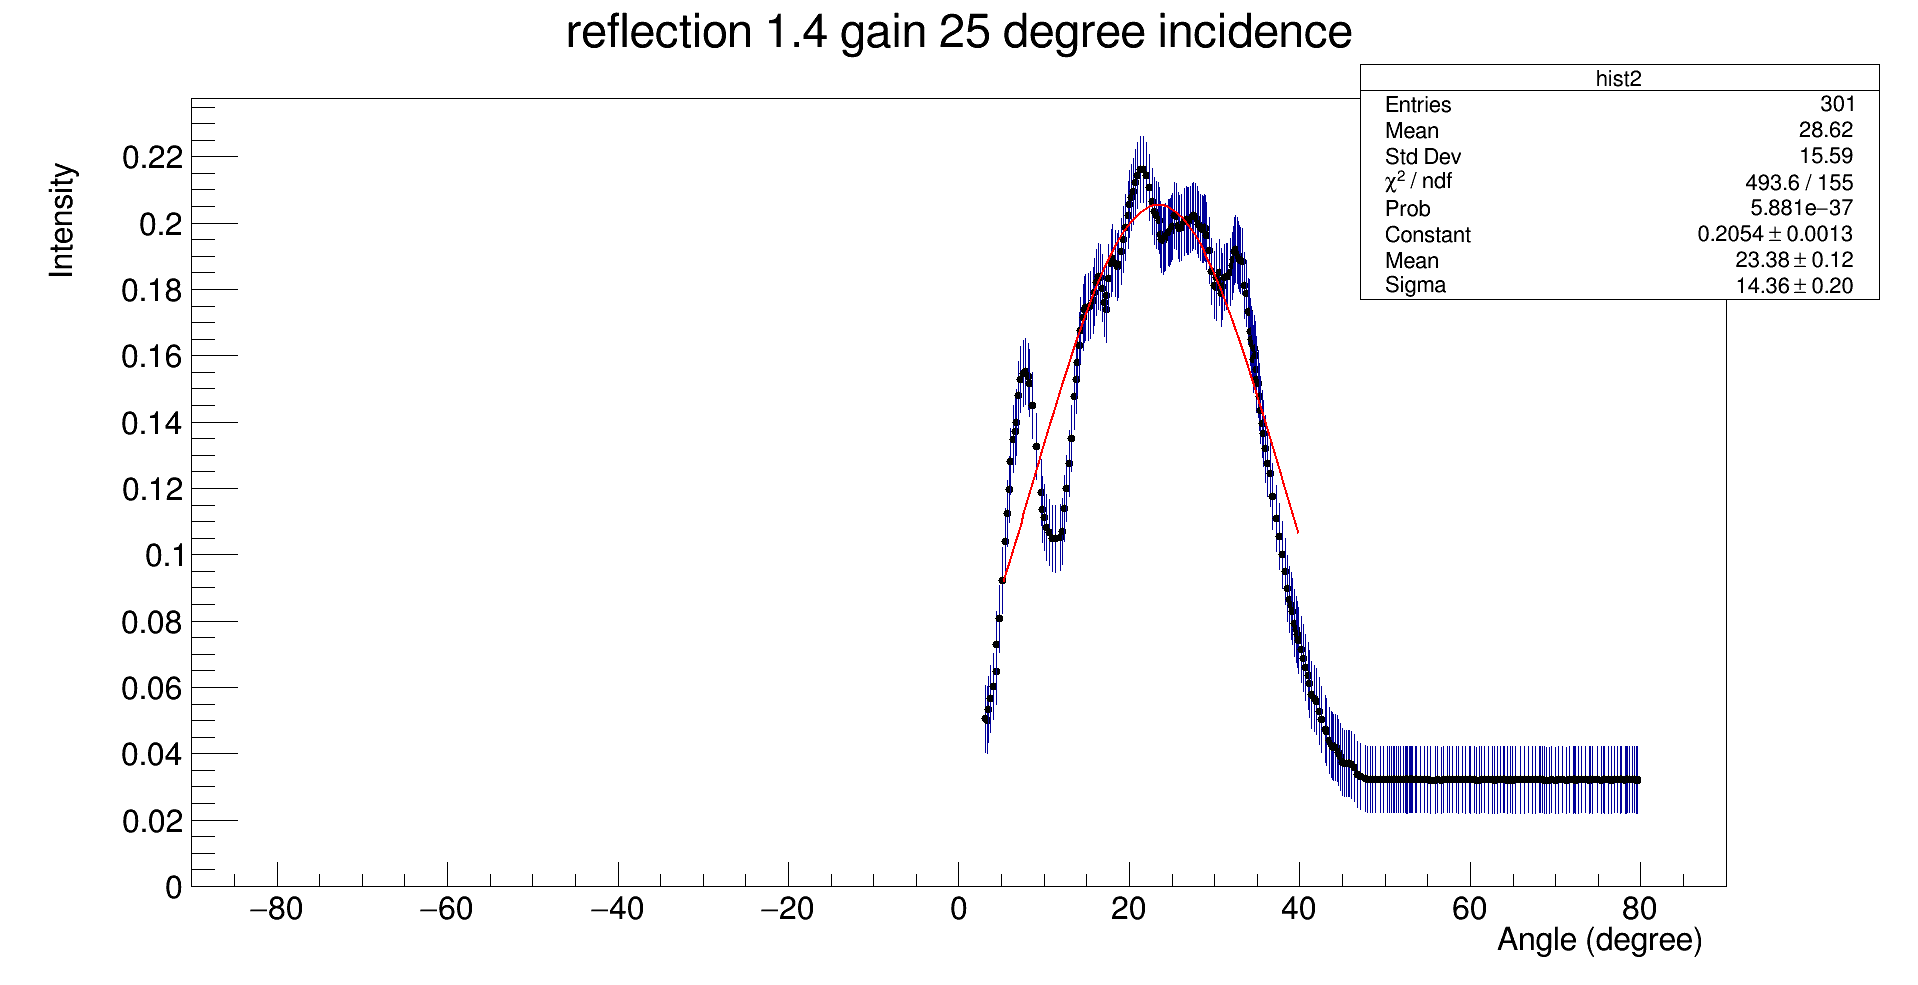 reflection 1.4 gain 25 degree incidence
hist2
Entries 301
Mean 28.62
Std Dev 15.59
χ² / ndf 493.6 / 155
Prob 5.881e−37
Constant 0.2054 ± 0.0013
Mean 23.38 ± 0.12
Sigma 14.36 ± 0.20
Intensity
0.22
0.2
0.18
0.16
0.14
0.12
0.1
0.08
0.06
0.04
0.02
0
−80 −60 −40 −20 0 20 40 60 80
Angle (degree)